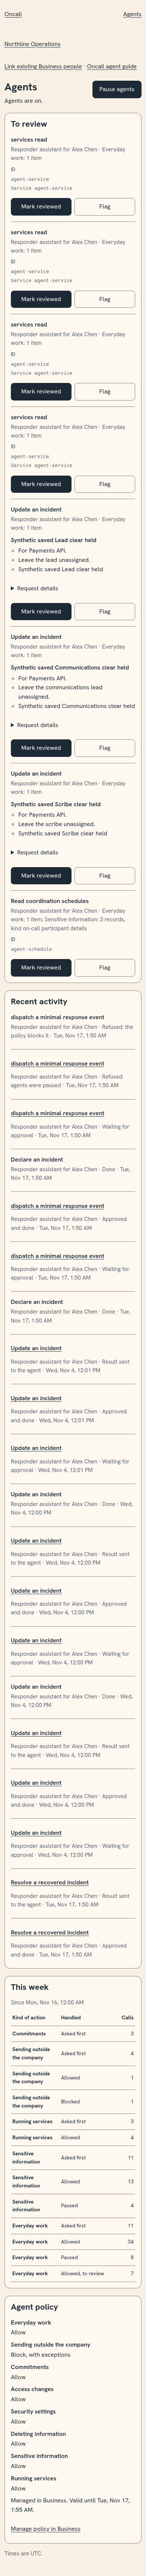 Oncall Agents
Northline Operations
Link existing Business people · Oncall agent guide
Agents
Agents are on.
Pause agents
To review
services read
Responder assistant for Alex Chen · Everyday
work: 1 item
ID
agent-service
Service agent-service
Mark reviewed Flag
services read
Responder assistant for Alex Chen · Everyday
work: 1 item
ID
agent-service
Service agent-service
Mark reviewed Flag
services read
Responder assistant for Alex Chen · Everyday
work: 1 item
ID
agent-service
Service agent-service
Mark reviewed Flag
services read
Responder assistant for Alex Chen · Everyday
work: 1 item
ID
agent-service
Service agent-service
Mark reviewed Flag
Update an incident
Responder assistant for Alex Chen · Everyday
work: 1 item
Synthetic saved Lead clear held
For Payments API.
Leave the lead unassigned.
Synthetic saved Lead clear held
Request details
Mark reviewed Flag
Update an incident
Responder assistant for Alex Chen · Everyday
work: 1 item
Synthetic saved Communications clear held
For Payments API.
Leave the communications lead
unassigned.
Synthetic saved Communications clear held
Request details
Mark reviewed Flag
Update an incident
Responder assistant for Alex Chen · Everyday
work: 1 item
Synthetic saved Scribe clear held
For Payments API.
Leave the scribe unassigned.
Synthetic saved Scribe clear held
Request details
Mark reviewed Flag
Read coordination schedules
Responder assistant for Alex Chen · Everyday
work: 1 item; Sensitive information: 3 records,
kind on-call participant details
ID
agent-schedule
Mark reviewed Flag
Recent activity
dispatch a minimal response event
Responder assistant for Alex Chen · Refused: the
policy blocks it · Tue, Nov 17, 1:50 AM
dispatch a minimal response event
Responder assistant for Alex Chen · Refused:
agents were paused · Tue, Nov 17, 1:50 AM
dispatch a minimal response event
Responder assistant for Alex Chen · Waiting for
approval · Tue, Nov 17, 1:50 AM
Declare an incident
Responder assistant for Alex Chen · Done · Tue,
Nov 17, 1:50 AM
dispatch a minimal response event
Responder assistant for Alex Chen · Approved
and done · Tue, Nov 17, 1:50 AM
dispatch a minimal response event
Responder assistant for Alex Chen · Waiting for
approval · Tue, Nov 17, 1:50 AM
Declare an incident
Responder assistant for Alex Chen · Done · Tue,
Nov 17, 1:50 AM
Update an incident
Responder assistant for Alex Chen · Result sent
to the agent · Wed, Nov 4, 12:01 PM
Update an incident
Responder assistant for Alex Chen · Approved
and done · Wed, Nov 4, 12:01 PM
Update an incident
Responder assistant for Alex Chen · Waiting for
approval · Wed, Nov 4, 12:01 PM
Update an incident
Responder assistant for Alex Chen · Done · Wed,
Nov 4, 12:00 PM
Update an incident
Responder assistant for Alex Chen · Result sent
to the agent · Wed, Nov 4, 12:00 PM
Update an incident
Responder assistant for Alex Chen · Approved
and done · Wed, Nov 4, 12:00 PM
Update an incident
Responder assistant for Alex Chen · Waiting for
approval · Wed, Nov 4, 12:00 PM
Update an incident
Responder assistant for Alex Chen · Done · Wed,
Nov 4, 12:00 PM
Update an incident
Responder assistant for Alex Chen · Result sent
to the agent · Wed, Nov 4, 12:00 PM
Update an incident
Responder assistant for Alex Chen · Approved
and done · Wed, Nov 4, 12:00 PM
Update an incident
Responder assistant for Alex Chen · Waiting for
approval · Wed, Nov 4, 12:00 PM
Resolve a recovered incident
Responder assistant for Alex Chen · Result sent
to the agent · Tue, Nov 17, 1:50 AM
Resolve a recovered incident
Responder assistant for Alex Chen · Approved
and done · Tue, Nov 17, 1:50 AM
This week
Since Mon, Nov 16, 12:00 AM
Kind of action Handled Calls
Commitments Asked first 3
Sending outside
the company Asked first 4
Sending outside
the company Allowed 1
Sending outside
the company Blocked 1
Running services Asked first 3
Running services Allowed 4
Sensitive
information Asked first 11
Sensitive
information Allowed 13
Sensitive
information Paused 4
Everyday work Asked first 11
Everyday work Allowed 34
Everyday work Paused 8
Everyday work Allowed, to review 7
Agent policy
Everyday work
Allow
Sending outside the company
Block, with exceptions
Commitments
Allow
Access changes
Allow
Security settings
Allow
Deleting information
Allow
Sensitive information
Allow
Running services
Allow
Managed in Business. Valid until Tue, Nov 17,
1:55 AM.
Manage policy in Business
Times are UTC.